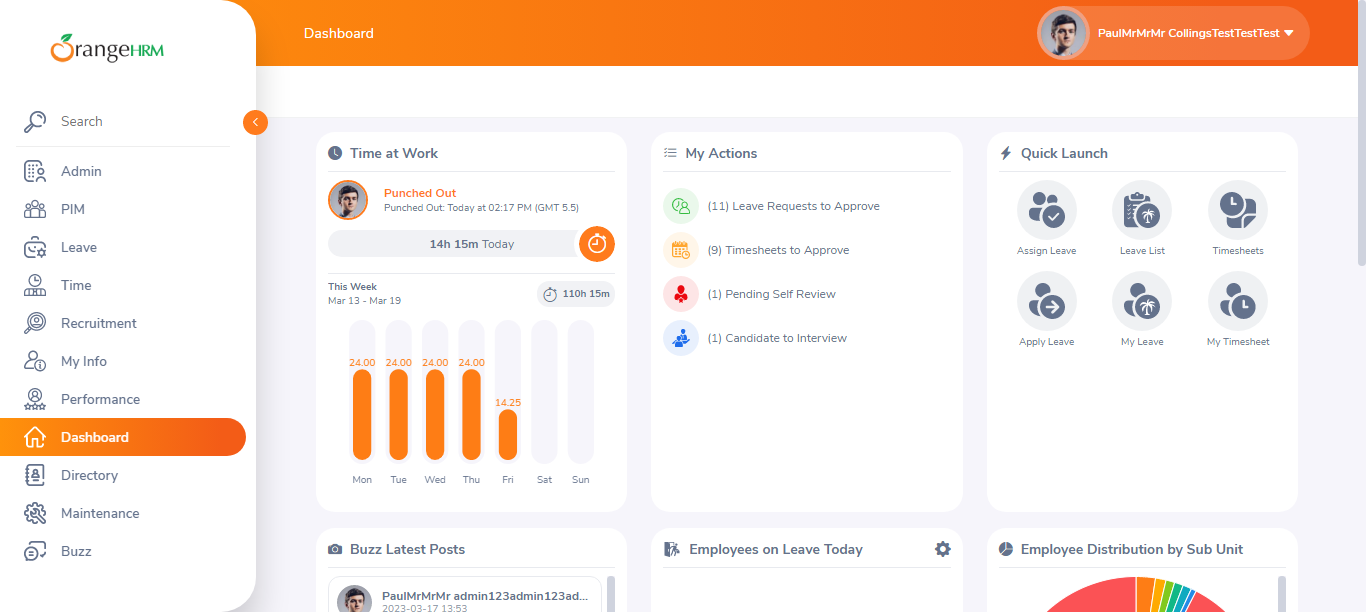 OrangeHRM
Search
Admin
PIM
Leave
Time
Recruitment
My Info
Performance
Dashboard
Directory
Maintenance
Buzz
Dashboard
PaulMrMrMr CollingsTestTestTest
Time at Work
Punched Out
Punched Out: Today at 02:17 PM (GMT 5.5)
14h 15m Today
This Week
Mar 13 - Mar 19
110h 15m
24.00 24.00 24.00 24.00
14.25
Mon Tue Wed Thu Fri Sat Sun
My Actions
(11) Leave Requests to Approve
(9) Timesheets to Approve
(1) Pending Self Review
(1) Candidate to Interview
Quick Launch
Assign Leave Leave List Timesheets
Apply Leave My Leave My Timesheet
Buzz Latest Posts
PaulMrMrMr admin123admin123ad...
2023-03-17 13:53
Employees on Leave Today
Employee Distribution by Sub Unit